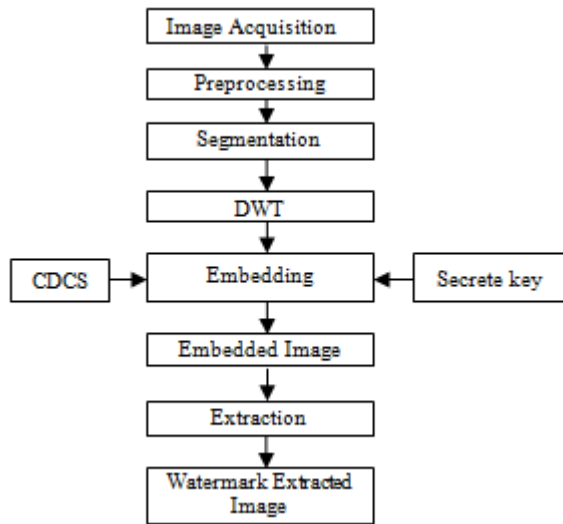 Image Acquisition
Preprocessing
Segmentation
DWT
CDCS
Embedding
Secrete key
Embedded Image
Extraction
Watermark Extracted
Image